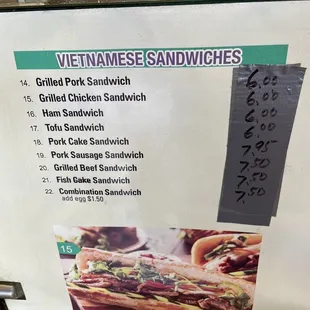 VIETNAMESE SANDWICHES
14. Grilled Pork Sandwich 6.00
15. Grilled Chicken Sandwich 6.00
16. Ham Sandwich 6.00
17. Tofu Sandwich 6.00
18. Pork Cake Sandwich 7.95
19. Pork Sausage Sandwich 7.50
20. Grilled Beef Sandwich 7.50
21. Fish Cake Sandwich 7.50
22. Combination Sandwich
add egg $1.50
15